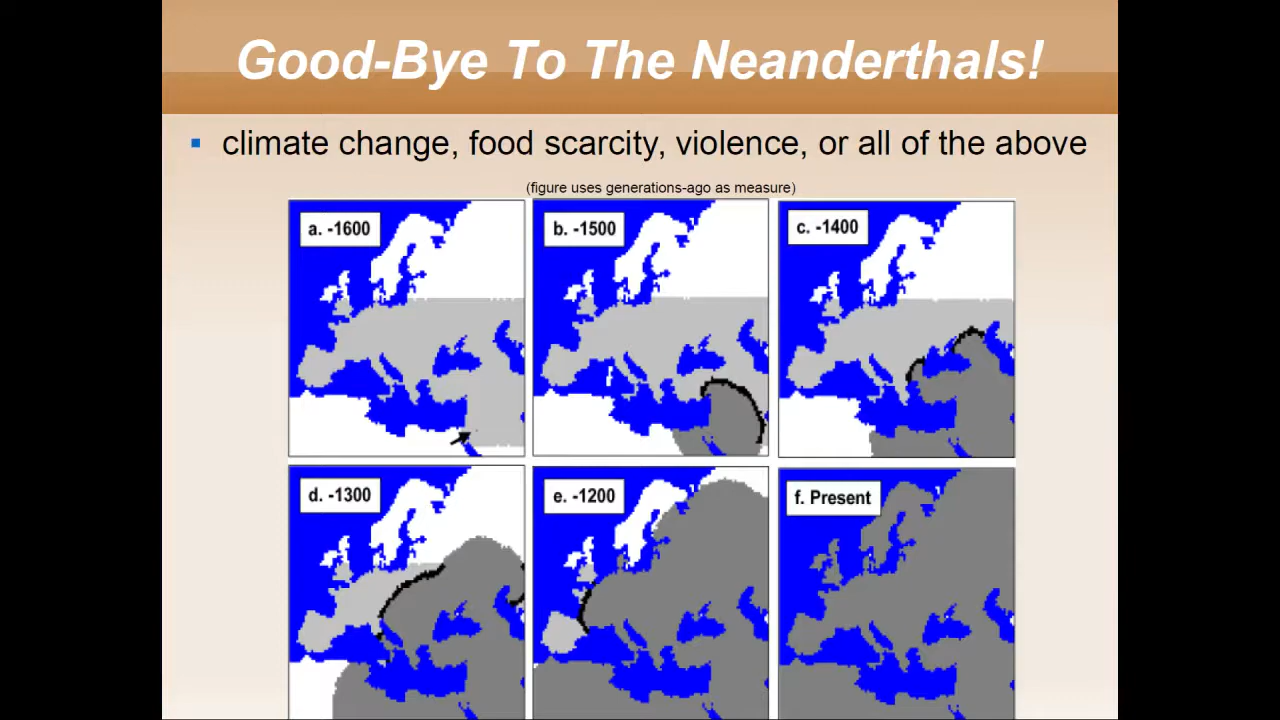 Good-Bye To The Neanderthals!
climate change, food scarcity, violence, or all of the above
(figure uses generations-ago as measure)
a. -1600
b. -1500
c. -1400
d. -1300
e. -1200
f. Present